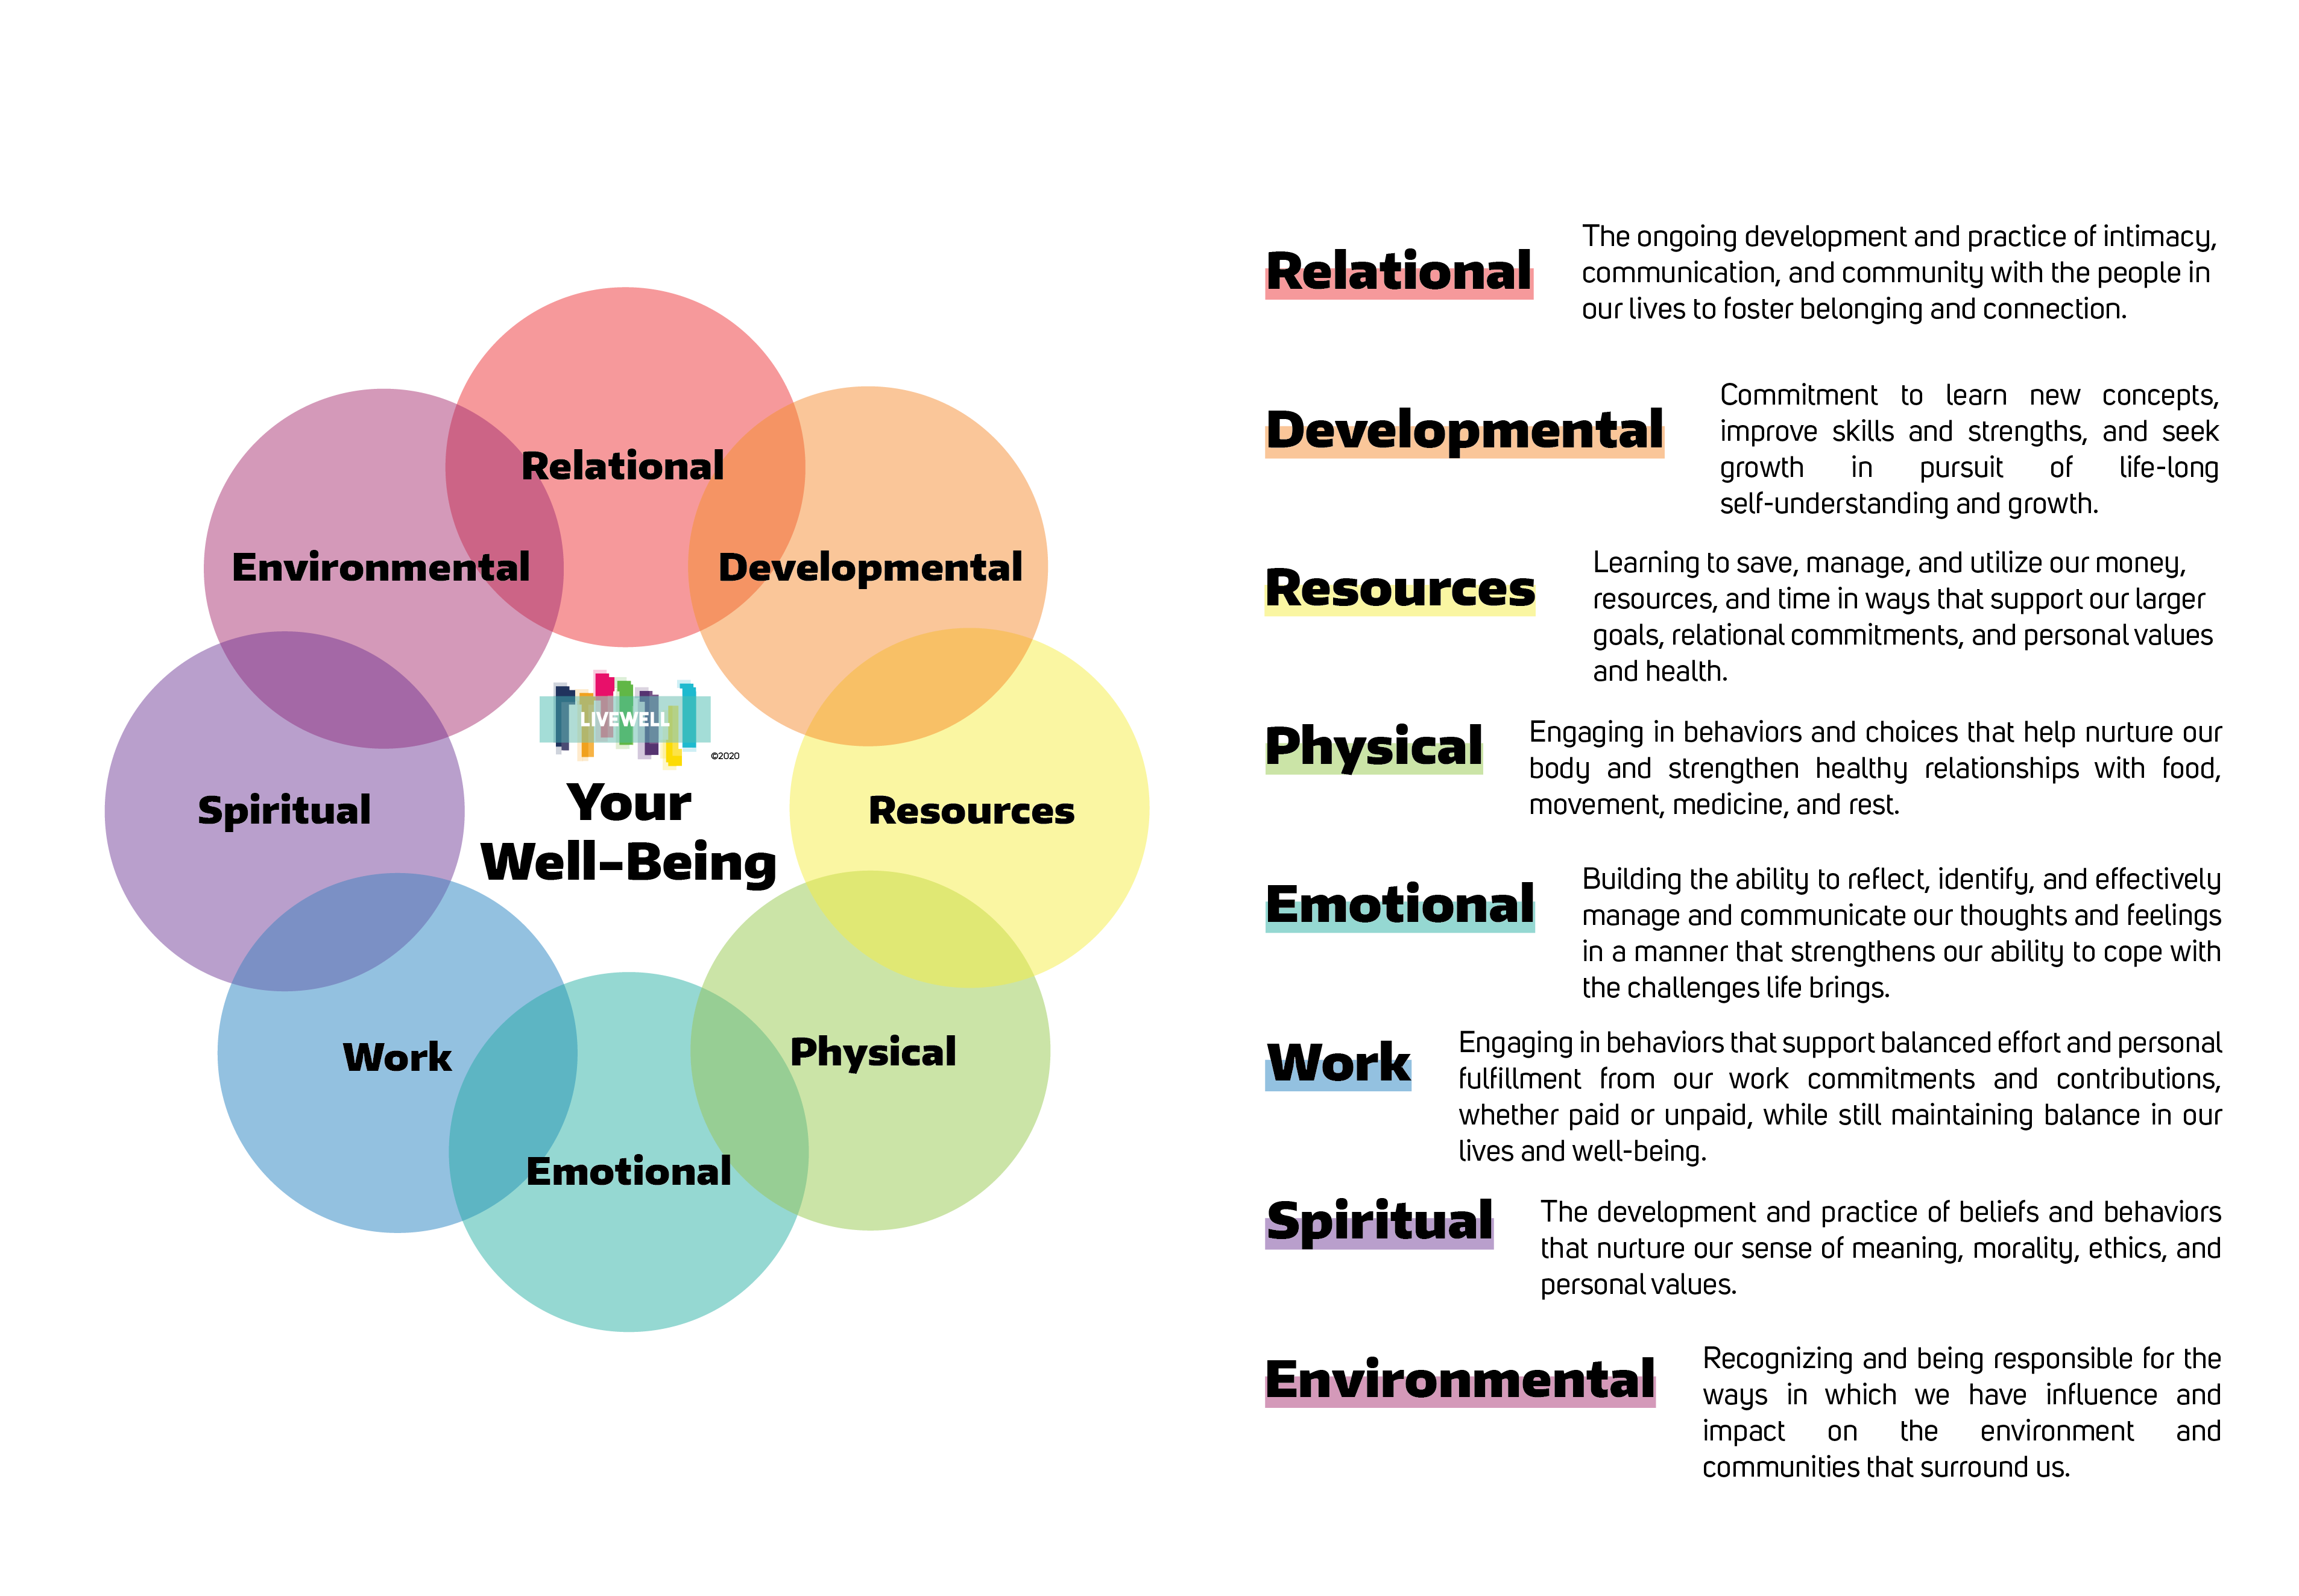 Relational
Environmental
Developmental
LIVEWELL
©2020
Your
Well-Being
Spiritual
Resources
Work
Physical
Emotional
Relational
The ongoing development and practice of intimacy,
communication, and community with the people in
our lives to foster belonging and connection.
Developmental
Commitment to learn new concepts,
improve skills and strengths, and seek
growth in pursuit of life-long
self-understanding and growth.
Resources
Learning to save, manage, and utilize our money,
resources, and time in ways that support our larger
goals, relational commitments, and personal values
and health.
Physical
Engaging in behaviors and choices that help nurture our
body and strengthen healthy relationships with food,
movement, medicine, and rest.
Emotional
Building the ability to reflect, identify, and effectively
manage and communicate our thoughts and feelings
in a manner that strengthens our ability to cope with
the challenges life brings.
Work
Engaging in behaviors that support balanced effort and personal
fulfillment from our work commitments and contributions,
whether paid or unpaid, while still maintaining balance in our
lives and well-being.
Spiritual
The development and practice of beliefs and behaviors
that nurture our sense of meaning, morality, ethics, and
personal values.
Environmental
Recognizing and being responsible for the
ways in which we have influence and
impact on the environment and
communities that surround us.